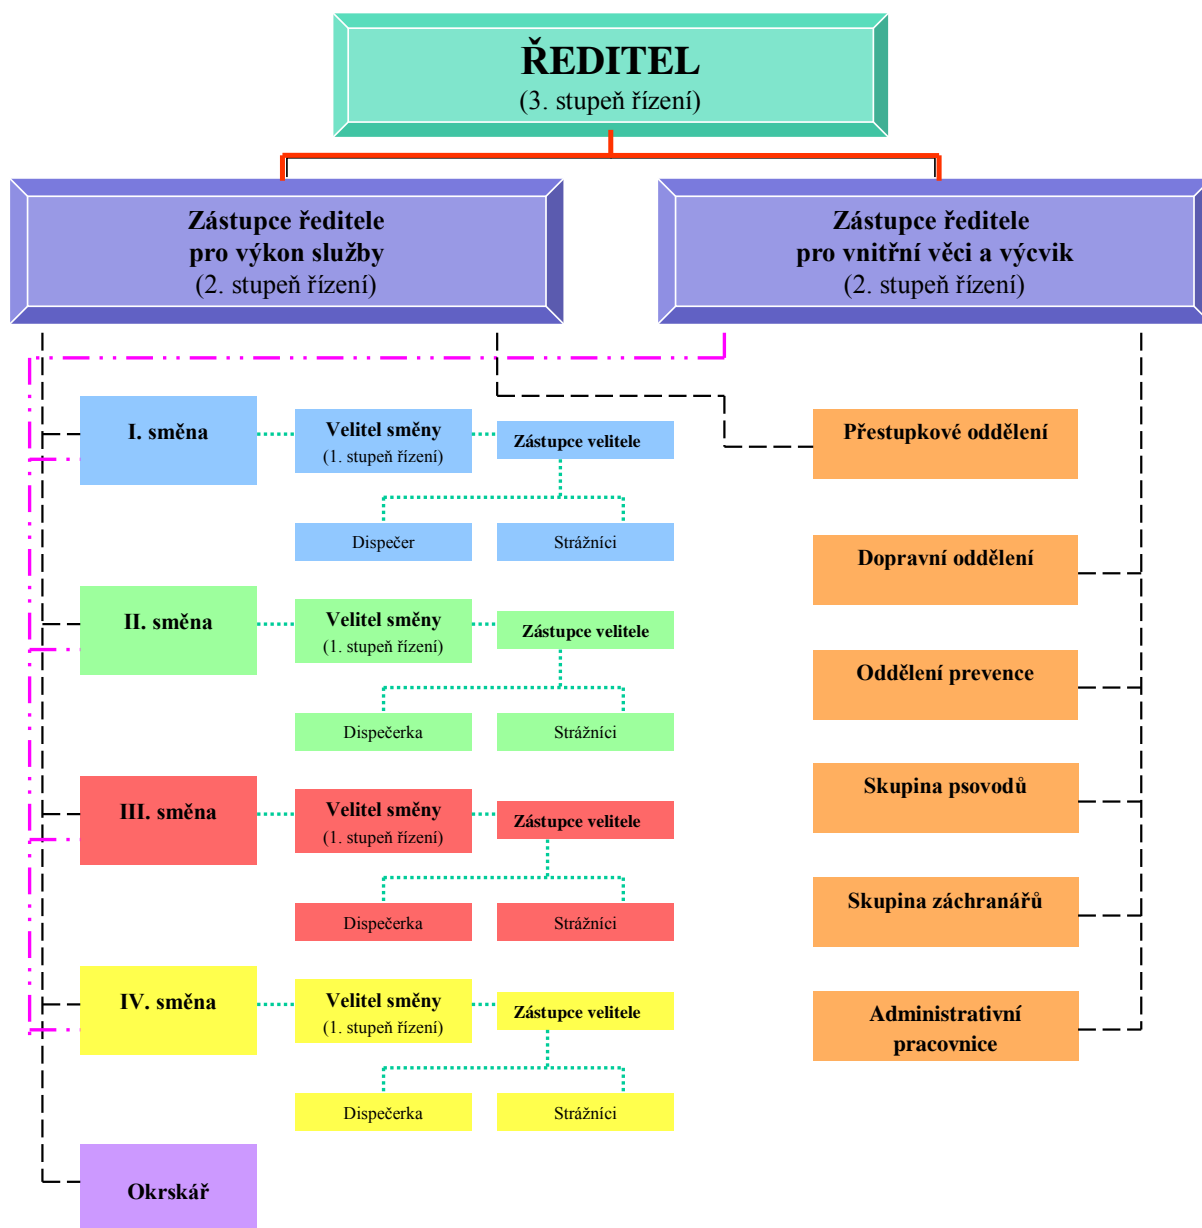 ŘEDITEL
(3. stupeň řízení)
Zástupce ředitele
pro výkon služby
(2. stupeň řízení)
Zástupce ředitele
pro vnitřní věci a výcvik
(2. stupeň řízení)
I. směna
Velitel směny
(1. stupeň řízení)
Zástupce velitele
Dispečer
Strážníci
II. směna
Velitel směny
(1. stupeň řízení)
Zástupce velitele
Dispečerka
Strážníci
III. směna
Velitel směny
(1. stupeň řízení)
Zástupce velitele
Dispečerka
Strážníci
IV. směna
Velitel směny
(1. stupeň řízení)
Zástupce velitele
Dispečerka
Strážníci
Okrskář
Přestupkové oddělení
Dopravní oddělení
Oddělení prevence
Skupina psovodů
Skupina záchranářů
Administrativní
pracovnice